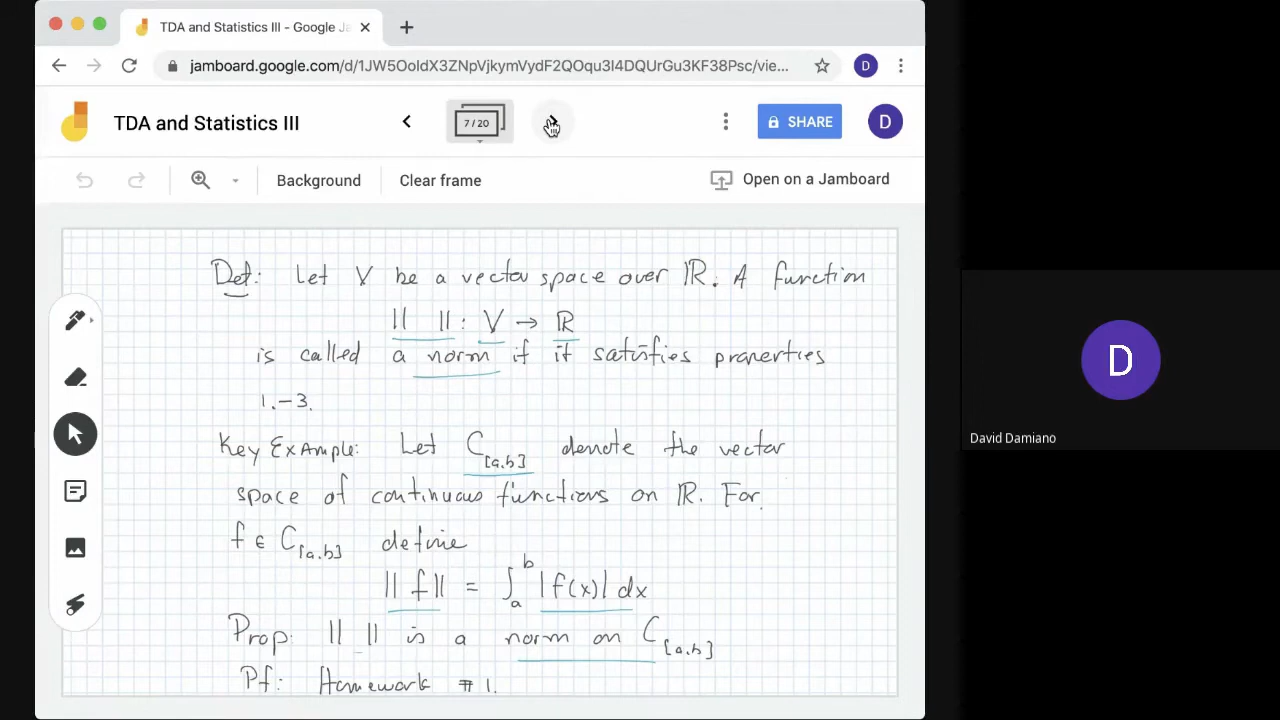 TDA and Statistics III - Google Ja
jamboard.google.com/d/1JW5OoldX3ZNpVjkymVydF2QOqu3I4DQUrGu3KF38Psc/vie...
D
TDA and Statistics III
7 / 20
SHARE
D
Background
Clear frame
Open on a Jamboard
Def: Let V be a vector space over ℝ. A function
|| ||: V → ℝ
is called a norm if it satisfies properties
1.-3.
Key Example: Let C[a,b] denote the vector
space of continuous functions on ℝ. For
f ∈ C[a,b] define
|| f || = ∫_a^b |f(x)| dx
Prop: || || is a norm on C[a,b]
Pf: Homework #1.
D
David Damiano